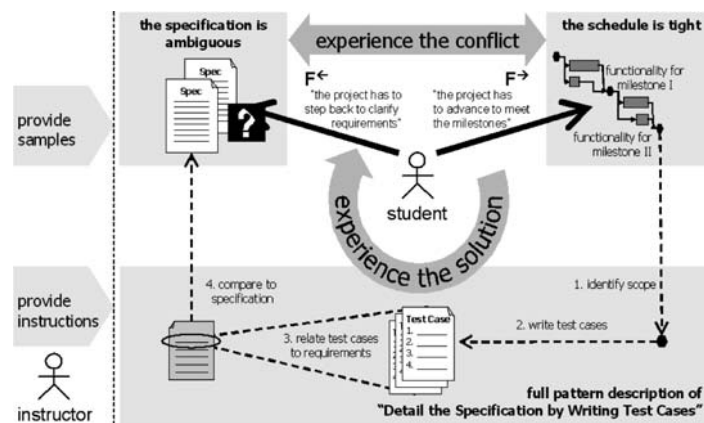 the specification is
ambiguous
experience the conflict
the schedule is tight
F←
"the project has to
step back to clarify
requirements"
F→
"the project has
to advance to meet
the milestones"
functionality for
milestone I
functionality for
milestone II
Spec
Spec
?
provide
samples
student
experience the solution
provide
instructions
4. compare to
specification
3. relate test cases
to requirements
Test Case
1.
2.
3.
4.
2. write test cases
1. identify scope
instructor
full pattern description of
"Detail the Specification by Writing Test Cases"